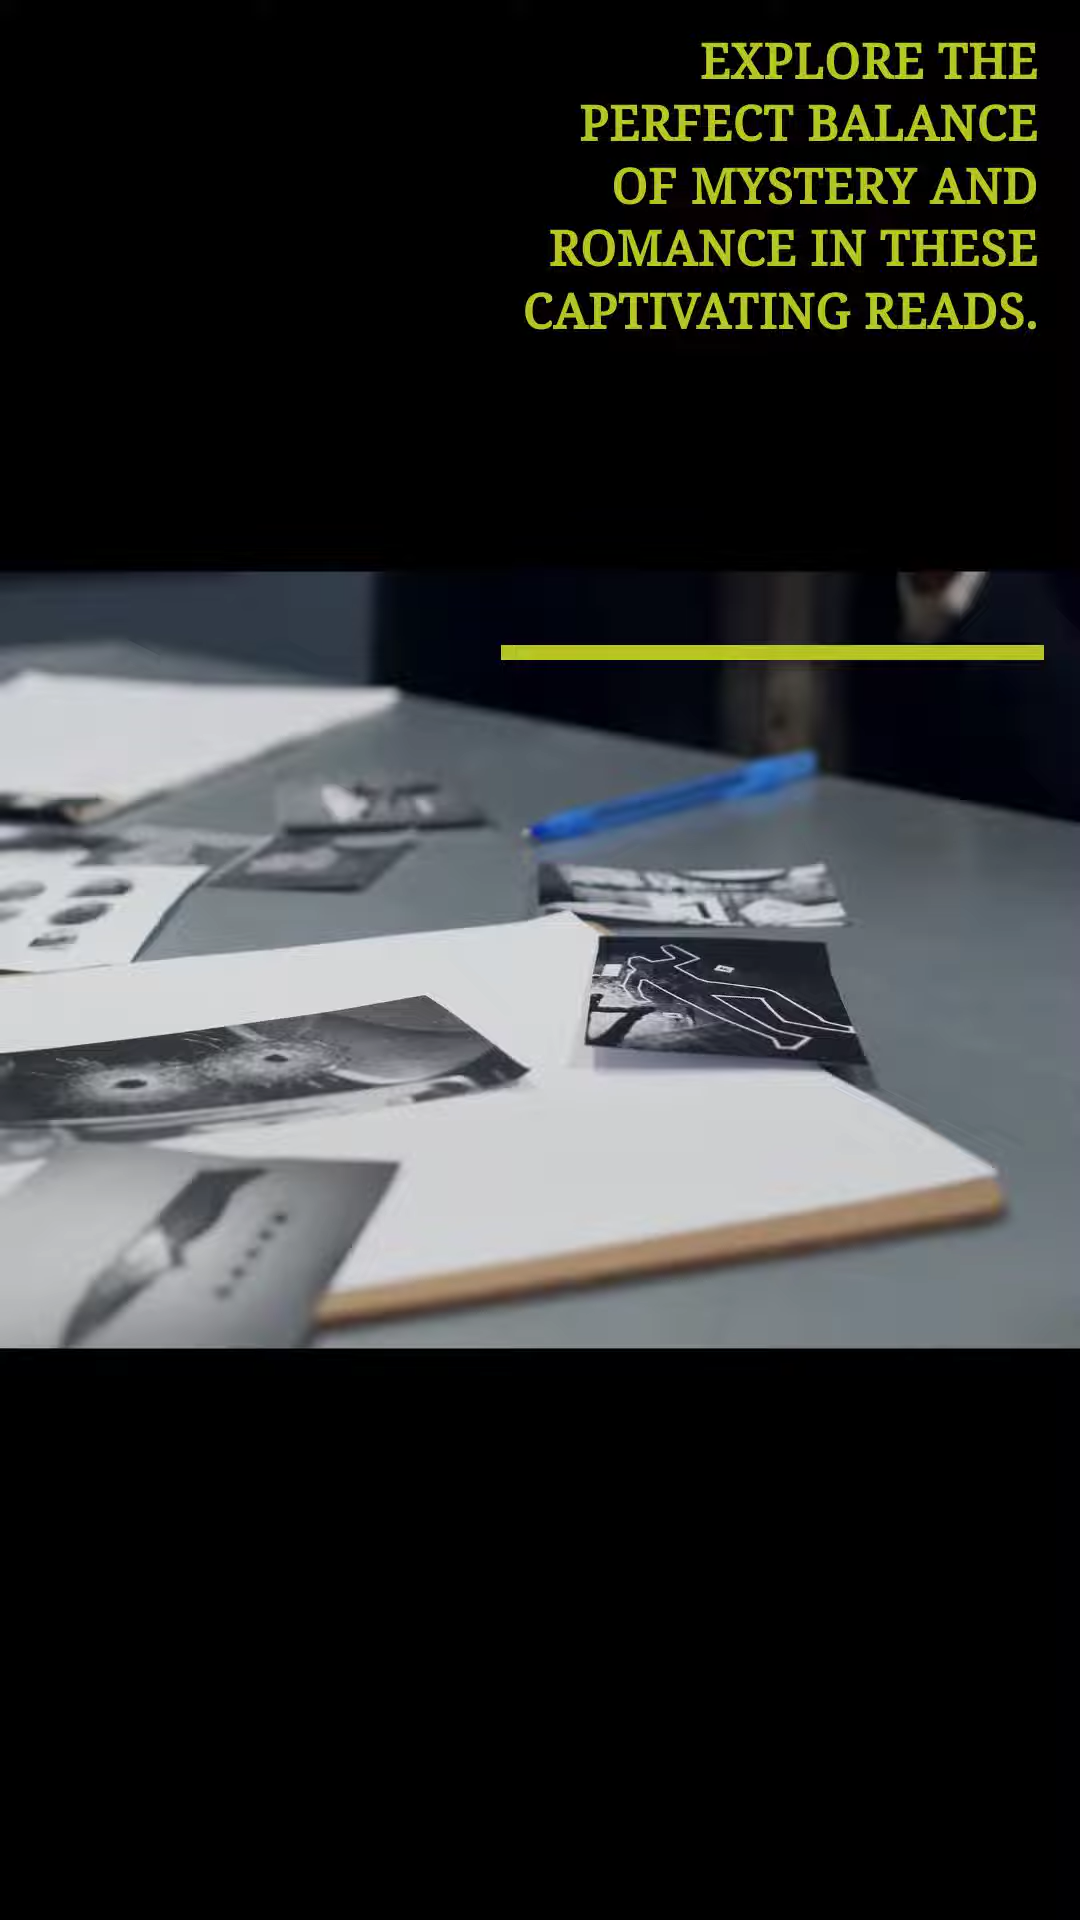 EXPLORE THE
PERFECT BALANCE
OF MYSTERY AND
ROMANCE IN THESE
CAPTIVATING READS.